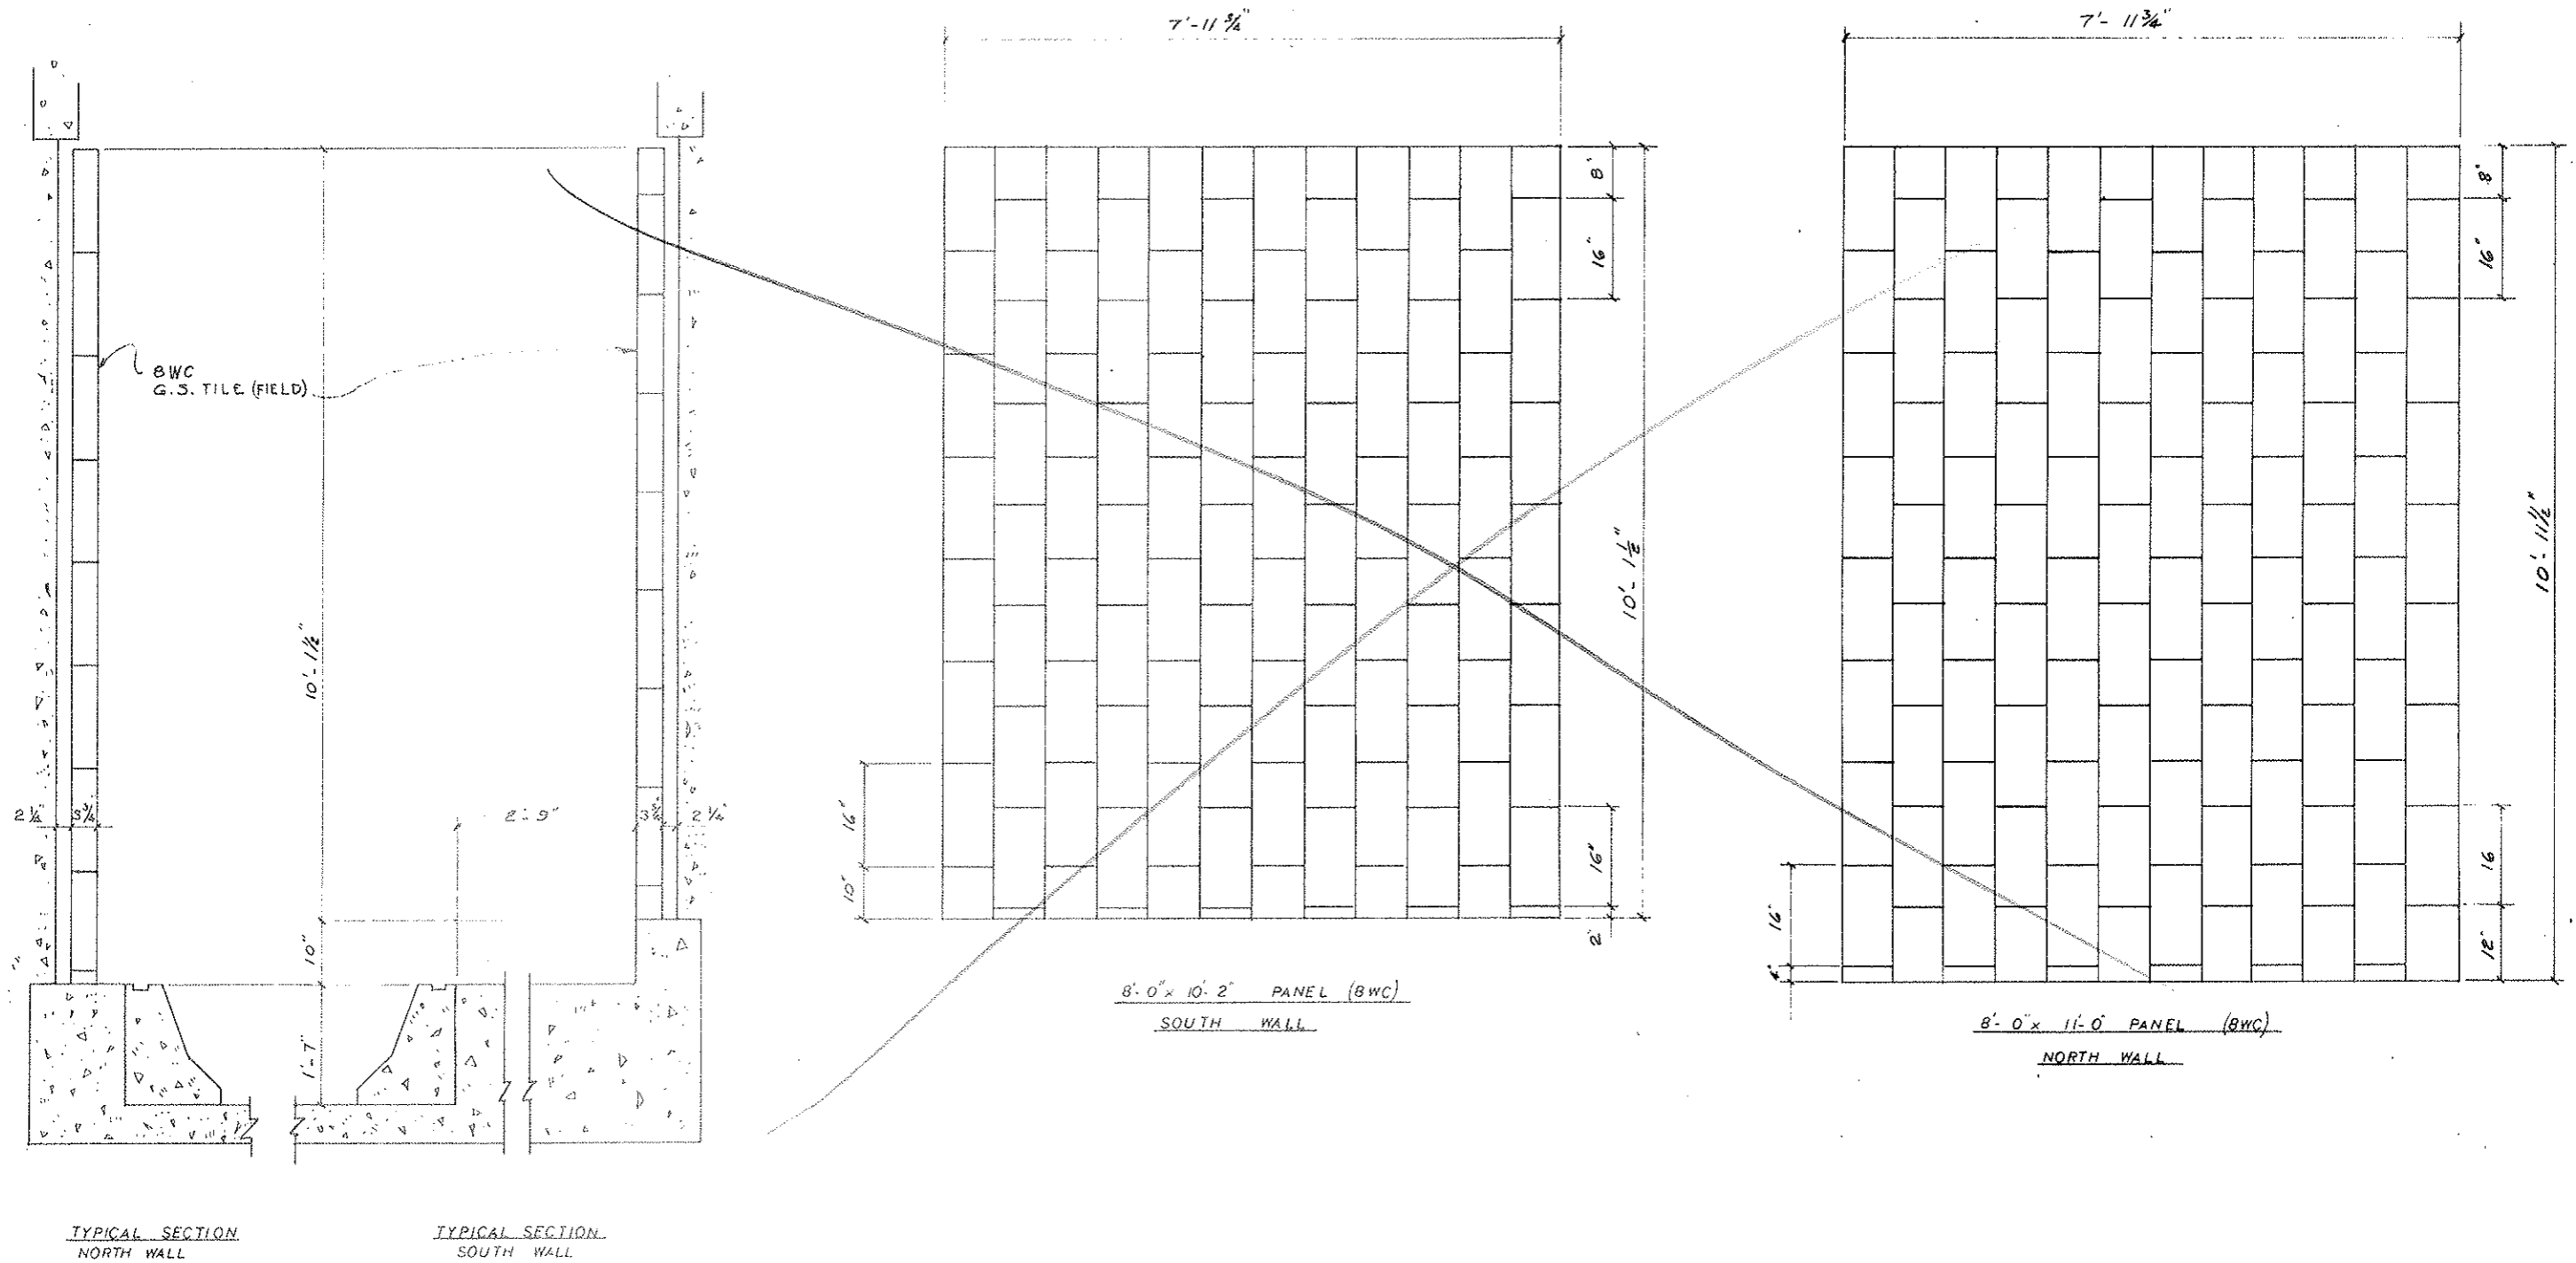 7'-11 3/4"
7'-11 3/4"
8'
16"
8"
16"
8WC
G.S. TILE (FIELD)
10'-1 1/2"
10'-1 1/2"
10'-11 1/2"
2 1/4"
3 3/4"
2'-9"
3 3/4"
2 1/4"
16"
10"
16"
2'
16
12"
16"
4"
10"
1'-7"
8'-0" x 10'-2" PANEL (8WC)
SOUTH WALL
8'-0" x 11'-0" PANEL (8WC)
NORTH WALL
TYPICAL SECTION
NORTH WALL
TYPICAL SECTION
SOUTH WALL